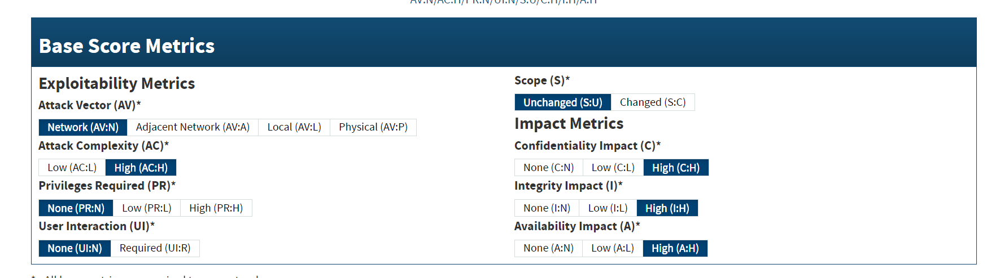 AV:N/AC:H/PR:N/UI:N/S:U/C:H/I:H/A:H
Base Score Metrics
Exploitability Metrics
Attack Vector (AV)*
Network (AV:N) Adjacent Network (AV:A) Local (AV:L) Physical (AV:P)
Attack Complexity (AC)*
Low (AC:L) High (AC:H)
Privileges Required (PR)*
None (PR:N) Low (PR:L) High (PR:H)
User Interaction (UI)*
None (UI:N) Required (UI:R)
Scope (S)*
Unchanged (S:U) Changed (S:C)
Impact Metrics
Confidentiality Impact (C)*
None (C:N) Low (C:L) High (C:H)
Integrity Impact (I)*
None (I:N) Low (I:L) High (I:H)
Availability Impact (A)*
None (A:N) Low (A:L) High (A:H)